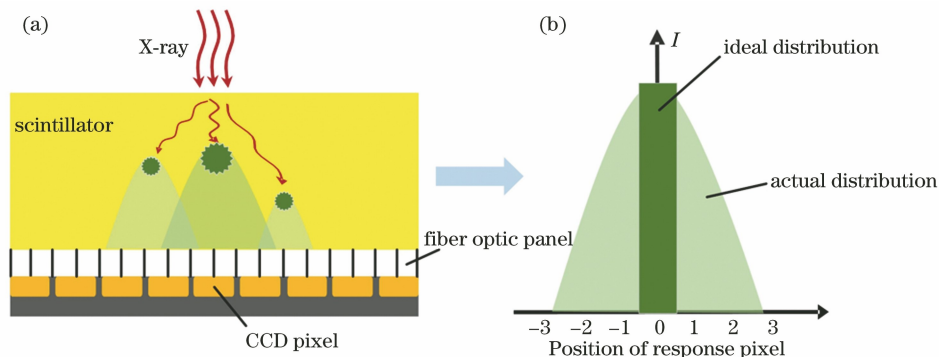 (a)
X-ray
scintillator
fiber optic panel
CCD pixel
(b)
I
ideal distribution
actual distribution
−3 −2 −1 0 1 2 3
Position of response pixel